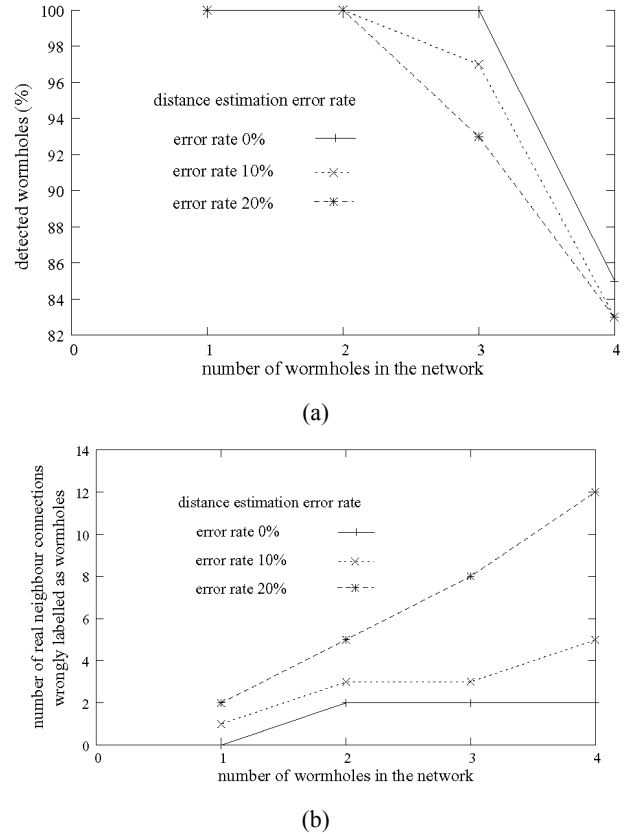 100
98
96
94
92
90
88
86
84
82
detected wormholes (%)
distance estimation error rate
error rate 0%
error rate 10%
error rate 20%
0 1 2 3 4
number of wormholes in the network
(a)
14
12
10
8
6
4
2
0
number of real neighbour connections
wrongly labelled as wormholes
distance estimation error rate
error rate 0%
error rate 10%
error rate 20%
0 1 2 3 4
number of wormholes in the network
(b)